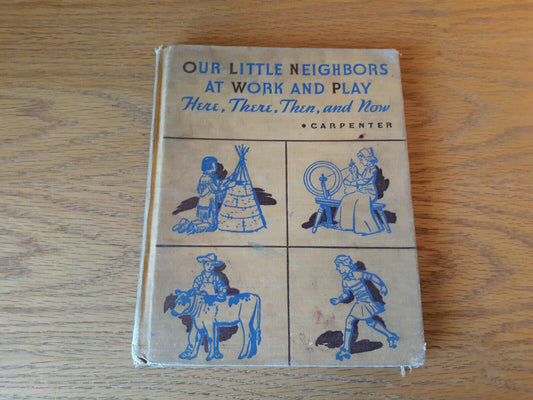 OUR LITTLE NEIGHBORS
AT WORK AND PLAY
Here, There, Then, and Now
• CARPENTER